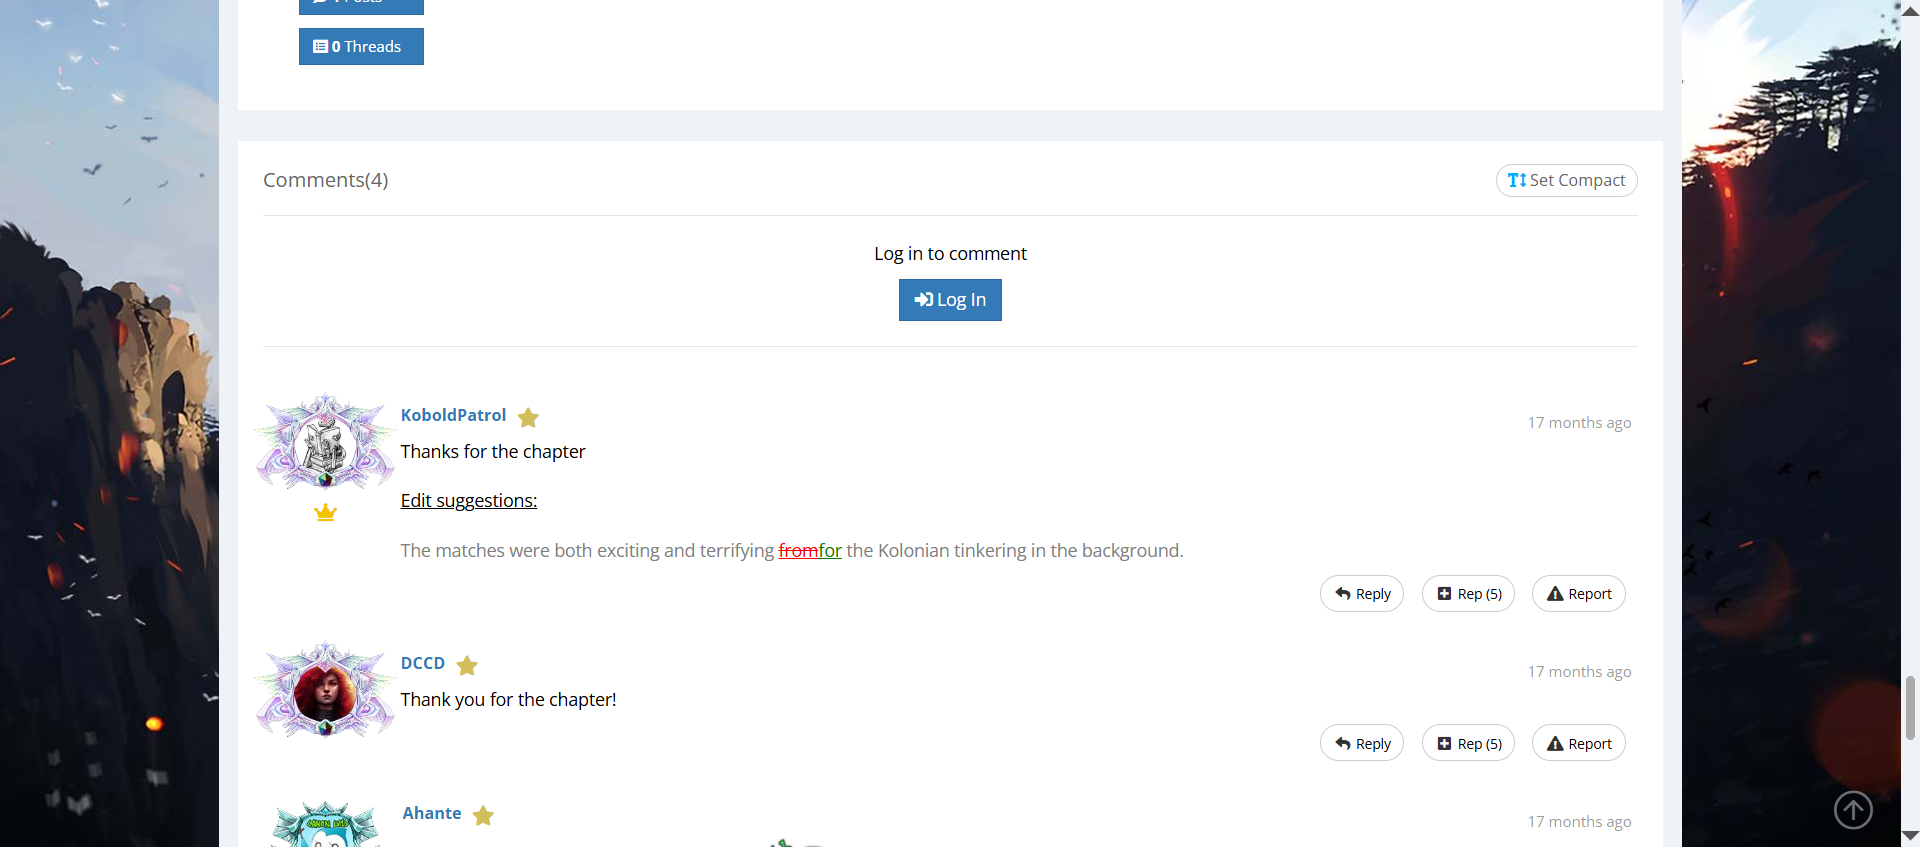 0 Threads
Comments(4)
Set Compact
Log in to comment
Log In
KoboldPatrol
17 months ago
Thanks for the chapter
Edit suggestions:
The matches were both exciting and terrifying fromfor the Kolonian tinkering in the background.
Reply
Rep (5)
Report
DCCD
17 months ago
Thank you for the chapter!
Reply
Rep (5)
Report
Ahante
17 months ago